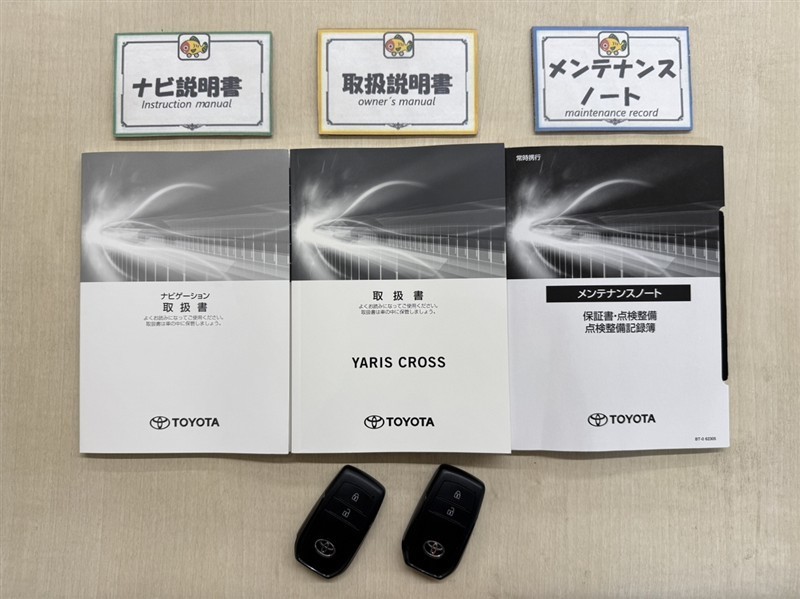 ナビ説明書
Instruction manual
取扱説明書
owner's manual
メンテナンス
ノート
maintenance record
ナビゲーション
取扱書
よくお読みになってご使用ください。
取扱書は車の中に保管しましょう。
TOYOTA
取扱書
よくお読みになってご使用ください。
取扱書は車の中に保管しましょう。
YARIS CROSS
TOYOTA
常時携行
メンテナンスノート
保証書・点検整備
点検整備記録簿
TOYOTA